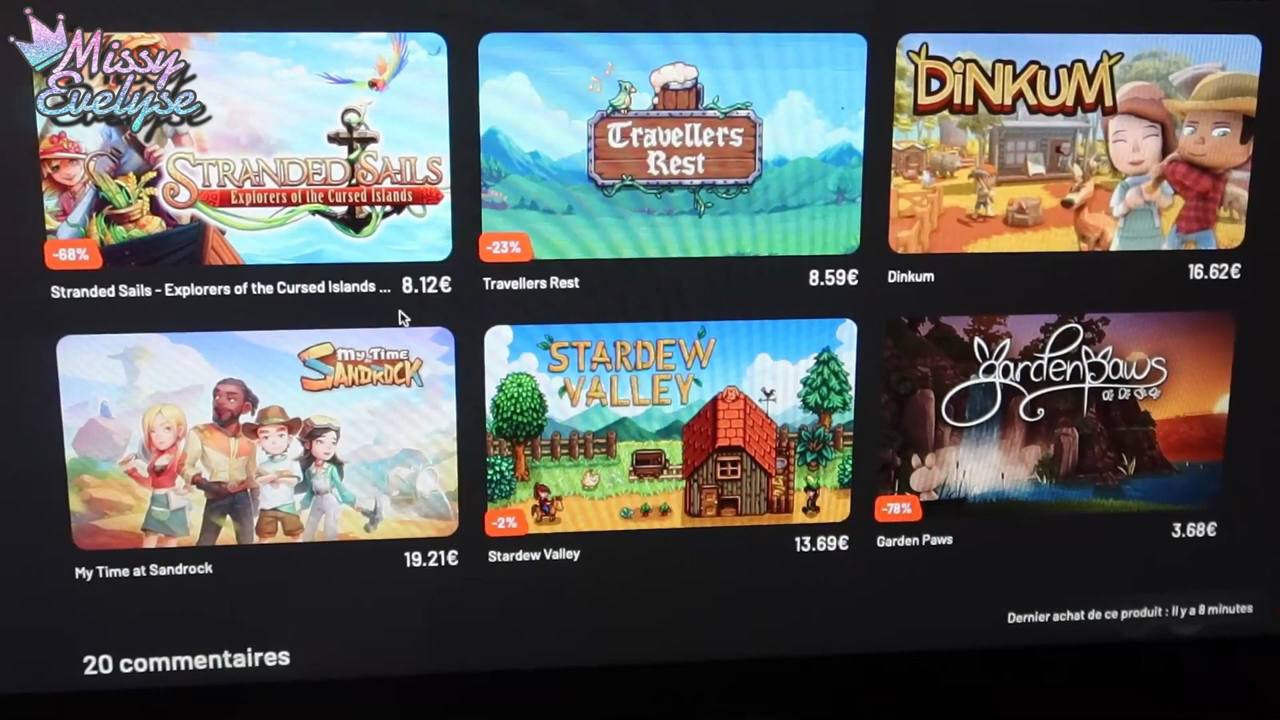 Missy
Evelyse
STRANDED SAILS
Explorers of the Cursed Islands
-68%
Stranded Sails - Explorers of the Cursed Islands ... 8.12€
Travellers
Rest
-23%
Travellers Rest 8.59€
DiNKUM
Dinkum 16.62€
My Time
SANDROCK
My Time at Sandrock 19.21€
STARDEW
VALLEY
-2%
Stardew Valley 13.69€
gardenpaws
-78%
Garden Paws 3.68€
Dernier achat de ce produit : Il y a 8 minutes
20 commentaires